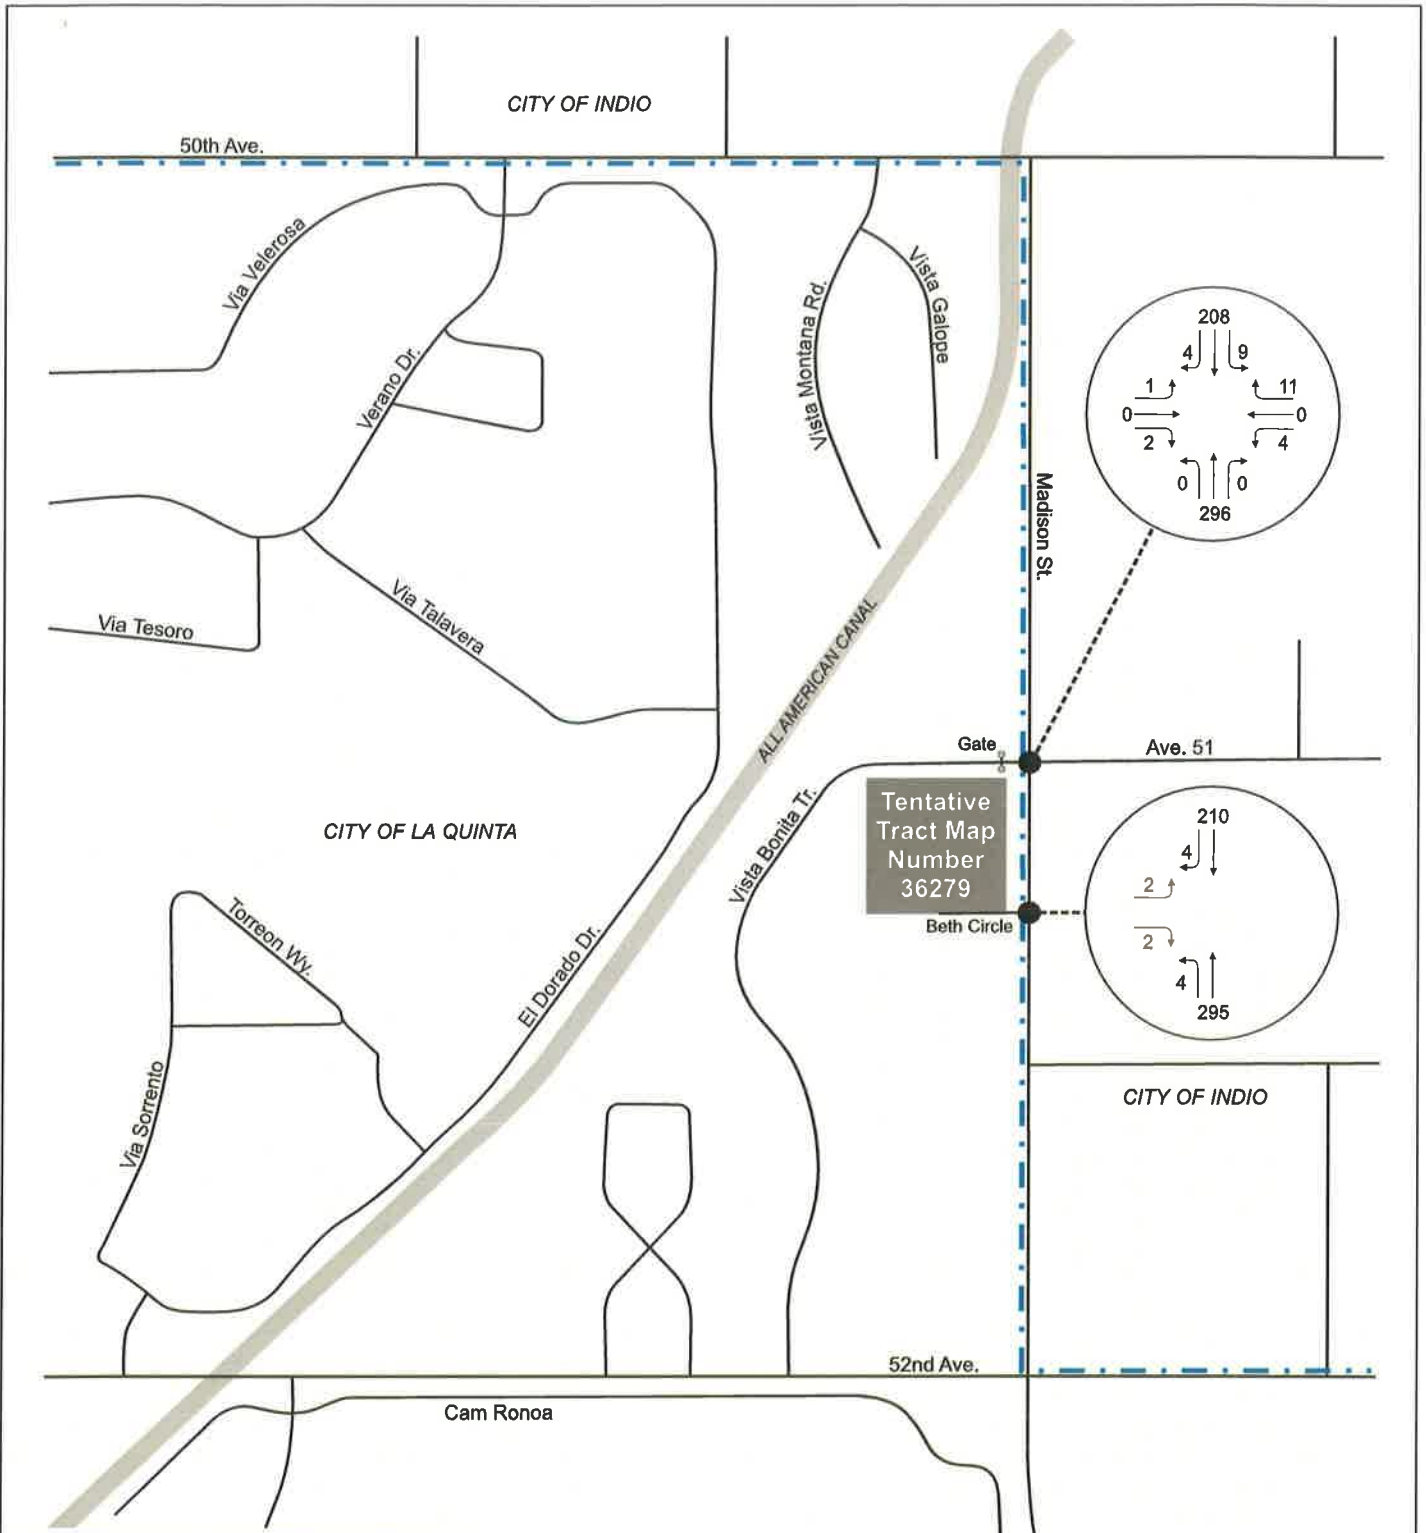 CITY OF INDIO
50th Ave.
Via Velerosa
Verano Dr.
Vista Montana Rd.
Vista Galope
Madison St.
208
4
9
1
11
0
0
2
4
0
0
296
Via Talavera
Via Tesoro
ALL AMERICAN CANAL
Gate
Ave. 51
CITY OF LA QUINTA
Vista Bonita Tr.
Tentative
Tract Map
Number
36279
Beth Circle
210
4
2
2
4
295
Torreon Wy.
El Dorado Dr.
Via Sorrento
CITY OF INDIO
52nd Ave.
Cam Ronoa